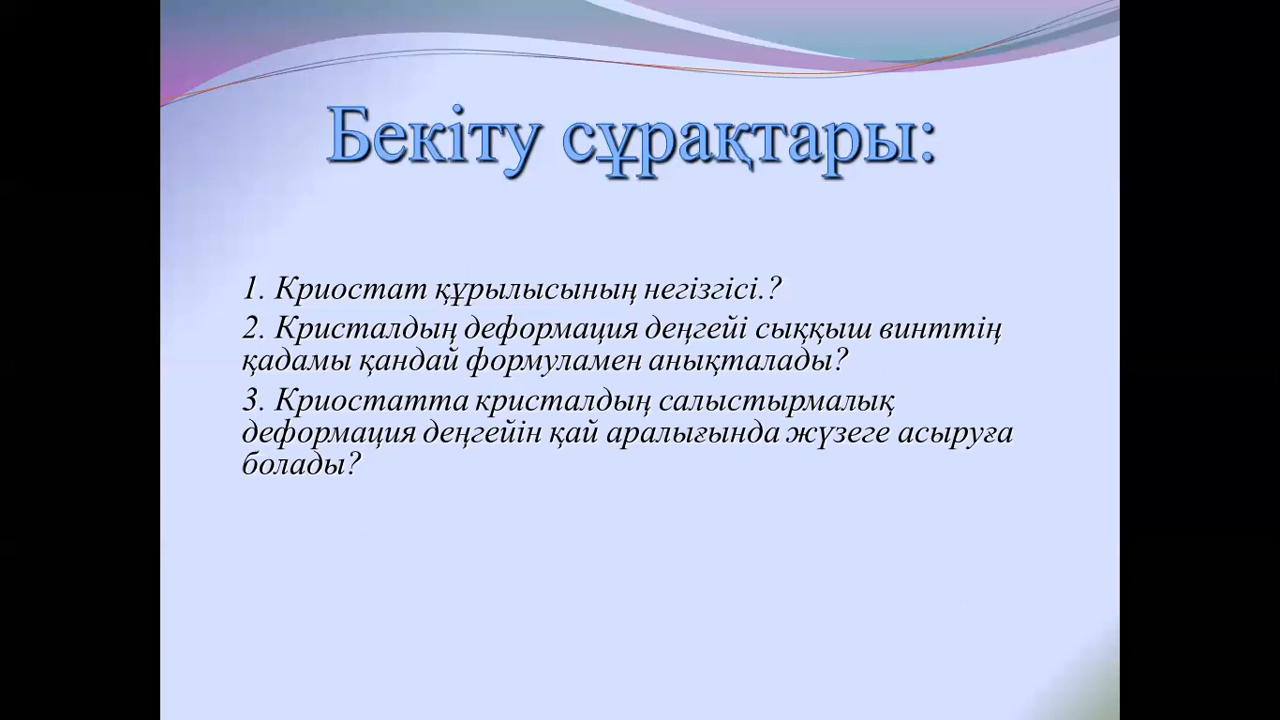 Бекіту сұрақтары:
1. Криостат құрылысының негізгісі.?
2. Кристалдың деформация деңгейі сыққыш винттің
қадамы қандай формуламен анықталады?
3. Криостатта кристалдың салыстырмалық
деформация деңгейін қай аралығында жүзеге асыруға
болады?